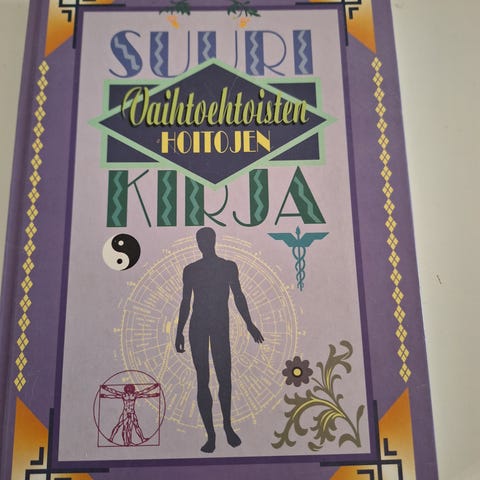 SUURI
Vaihtoehtoisten
HOITOJEN
KIRJA